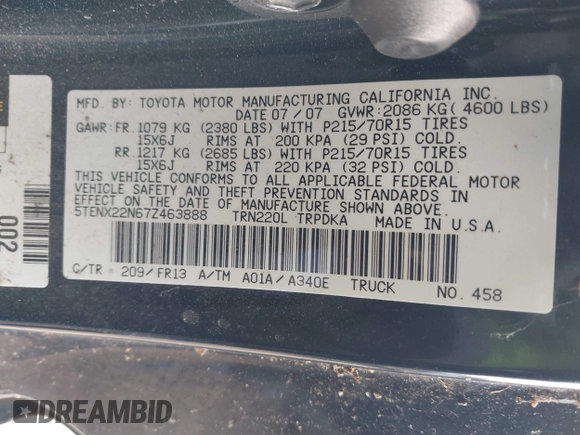 MFD. BY: TOYOTA MOTOR MANUFACTURING CALIFORNIA INC.
DATE 07/07 GVWR: 2086 KG( 4600 LBS)
GAWR: FR. 1079 KG (2380 LBS) WITH P215/70R15 TIRES
15X6J RIMS AT 200 KPA (29 PSI) COLD.
RR. 1217 KG (2685 LBS) WITH P215/70R15 TIRES
15X6J RIMS AT 220 KPA (32 PSI) COLD.
THIS VEHICLE CONFORMS TO ALL APPLICABLE FEDERAL MOTOR
VEHICLE SAFETY AND THEFT PREVENTION STANDARDS IN
EFFECT ON THE DATE OF MANUFACTURE SHOWN ABOVE.
5TENX22N67Z463888 TRN220L TRPDKA MADE IN U.S.A.
C/TR 209/FR13 A/TM A01A/A340E TRUCK NO. 458
002
DREAMBID